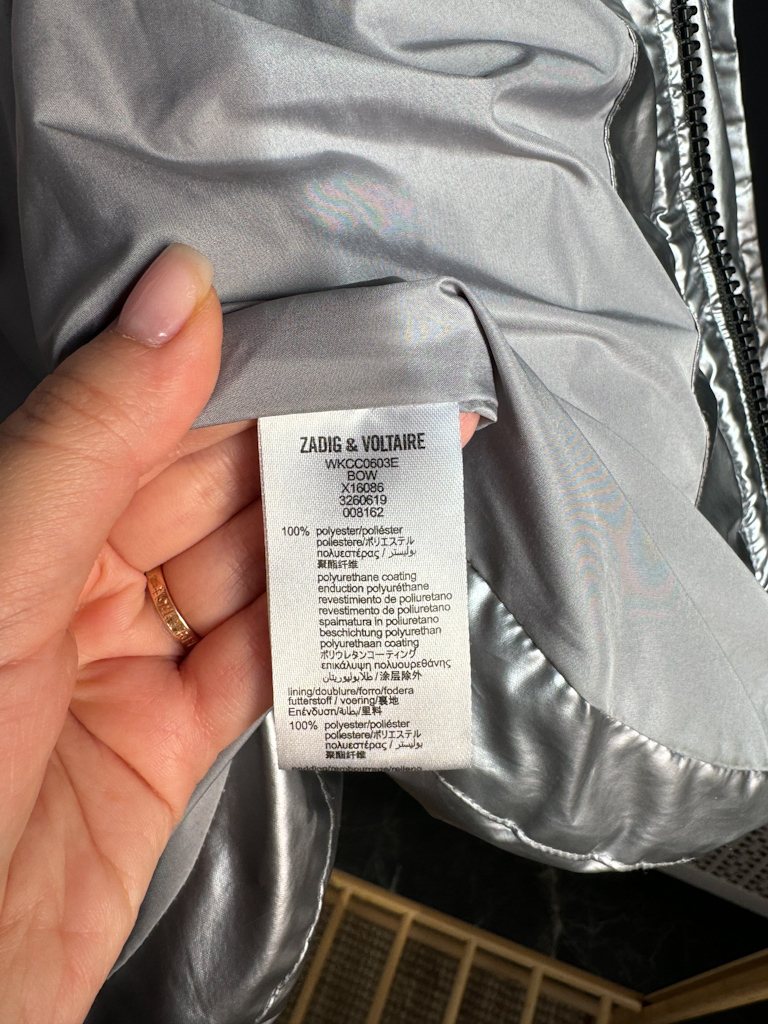 ZADIG & VOLTAIRE
WKCC0603E
BOW
X16086
3260619
008162
100% polyester/poliéster
poliestere/ポリエステル
πολυεστέρας / بوليستر
聚酯纤维
polyurethane coating
enduction polyuréthane
revestimiento de poliuretano
revestimento de poliuretano
spalmatura in poliuretano
beschichtung polyurethan
polyurethaan coating
ポリウレタンコーティング
επικάλυψη πολυουρεθάνης
طلاءبوليوريتان / 涂层除外
lining/doublure/forro/fodera
futterstoff / voering/裏地
Επένδυση/بطانة/里料
100% polyester/poliéster
poliestere/ポリエステル
πολυεστέρας / بوليستر
聚酯纤维